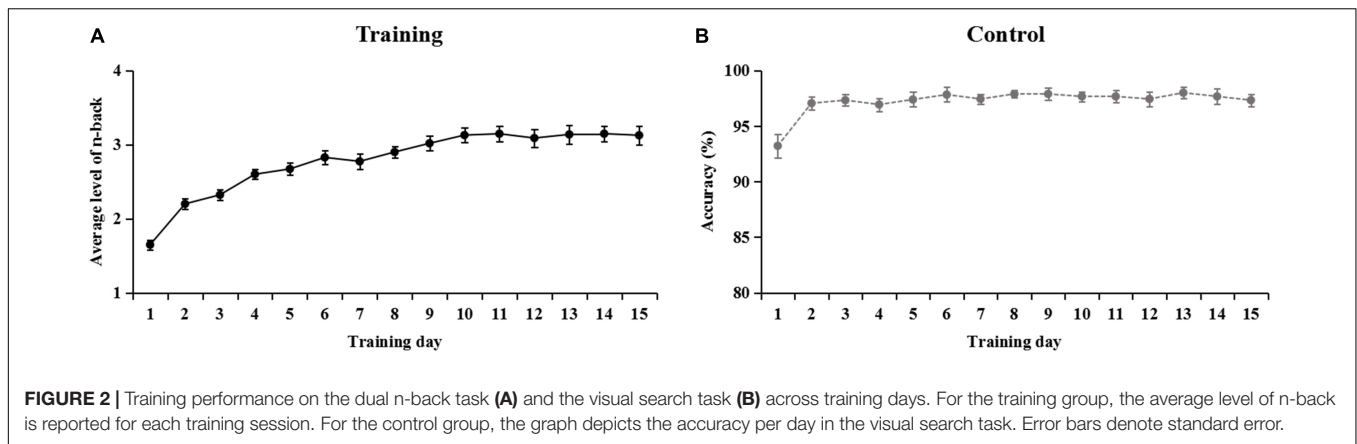 A
Training
Average level of n-back
4
3
2
1
1 2 3 4 5 6 7 8 9 10 11 12 13 14 15
Training day
B
Control
Accuracy (%)
100
95
90
85
80
1 2 3 4 5 6 7 8 9 10 11 12 13 14 15
Training day
FIGURE 2 | Training performance on the dual n-back task (A) and the visual search task (B) across training days. For the training group, the average level of n-back
is reported for each training session. For the control group, the graph depicts the accuracy per day in the visual search task. Error bars denote standard error.